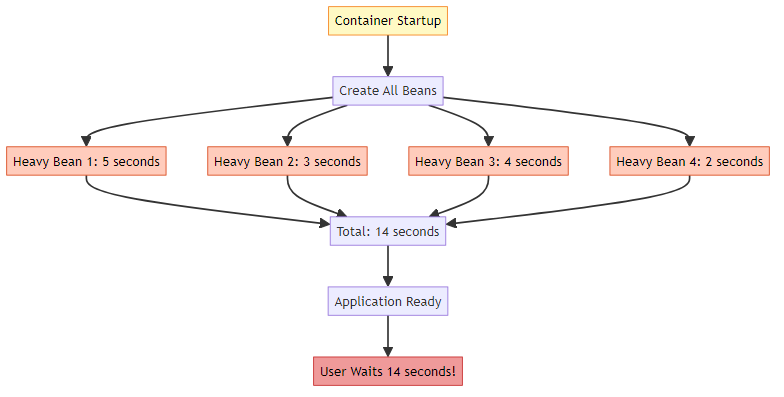 Container Startup
Create All Beans
Heavy Bean 1: 5 seconds
Heavy Bean 2: 3 seconds
Heavy Bean 3: 4 seconds
Heavy Bean 4: 2 seconds
Total: 14 seconds
Application Ready
User Waits 14 seconds!